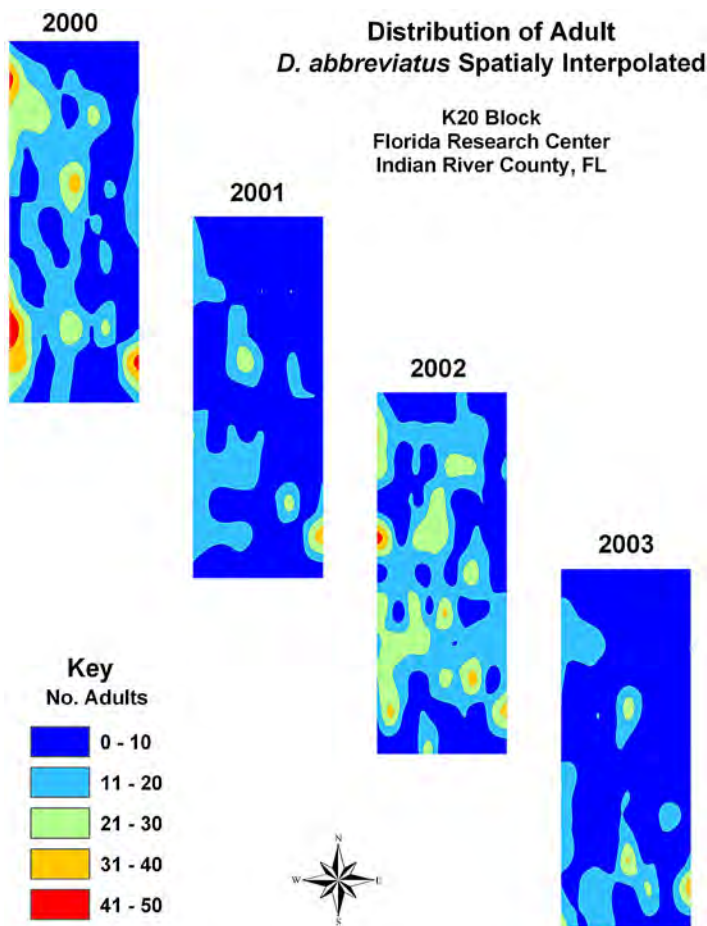 2000
Distribution of Adult
D. abbreviatus Spatialy Interpolated
K20 Block
Florida Research Center
Indian River County, FL
2001
2002
2003
Key
No. Adults
0 - 10
11 - 20
21 - 30
31 - 40
41 - 50
N
W E
S